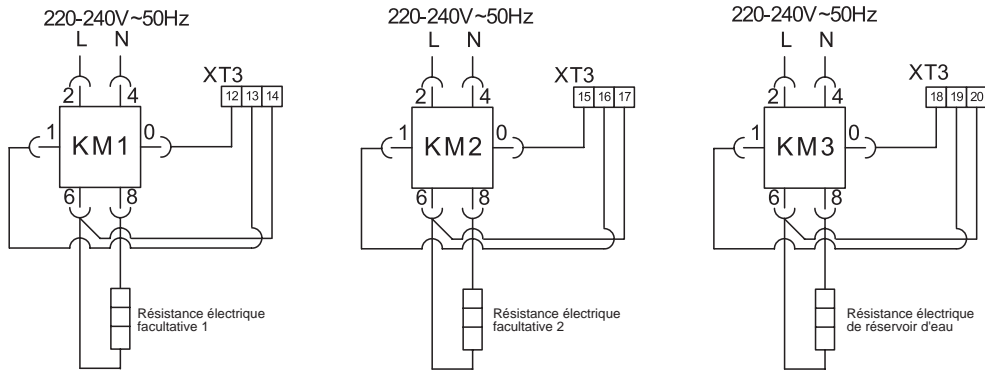 220-240V~50Hz
L N
XT3
2 4
12 13 14
1 KM1 0
6 8
Résistance électrique
facultative 1
220-240V~50Hz
L N
XT3
2 4
15 16 17
1 KM2 0
6 8
Résistance électrique
facultative 2
220-240V~50Hz
L N
XT3
2 4
18 19 20
1 KM3 0
6 8
Résistance électrique
de réservoir d'eau